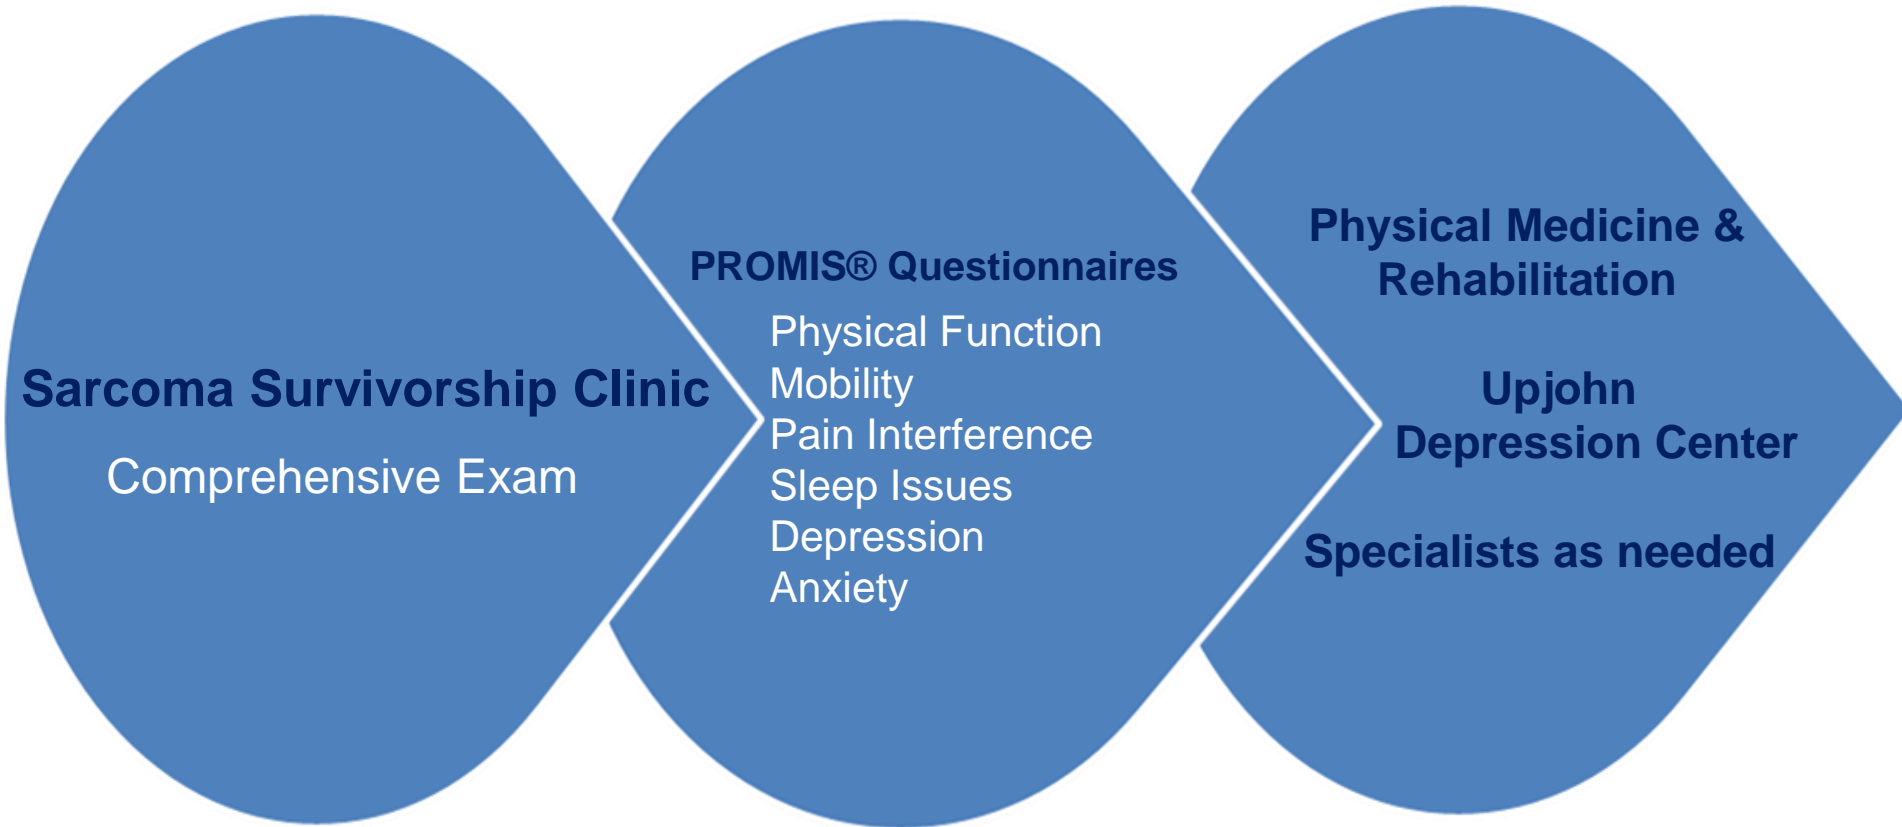 Sarcoma Survivorship Clinic
Comprehensive Exam
PROMIS® Questionnaires
Physical Function
Mobility
Pain Interference
Sleep Issues
Depression
Anxiety
Physical Medicine &
Rehabilitation
Upjohn
Depression Center
Specialists as needed